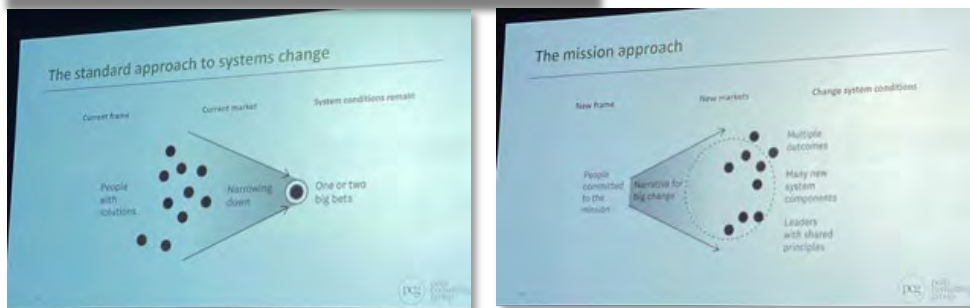 The standard approach to systems change
Current frame
Current market
System conditions remain
People
with
solutions
Narrowing
down
One or two
big bets
pcg
The mission approach
New frame
New markets
Change system conditions
People
committed
to the
mission
Narrative for
big change
Multiple
outcomes
Many new
system
components
Leaders
with shared
principles
pcg